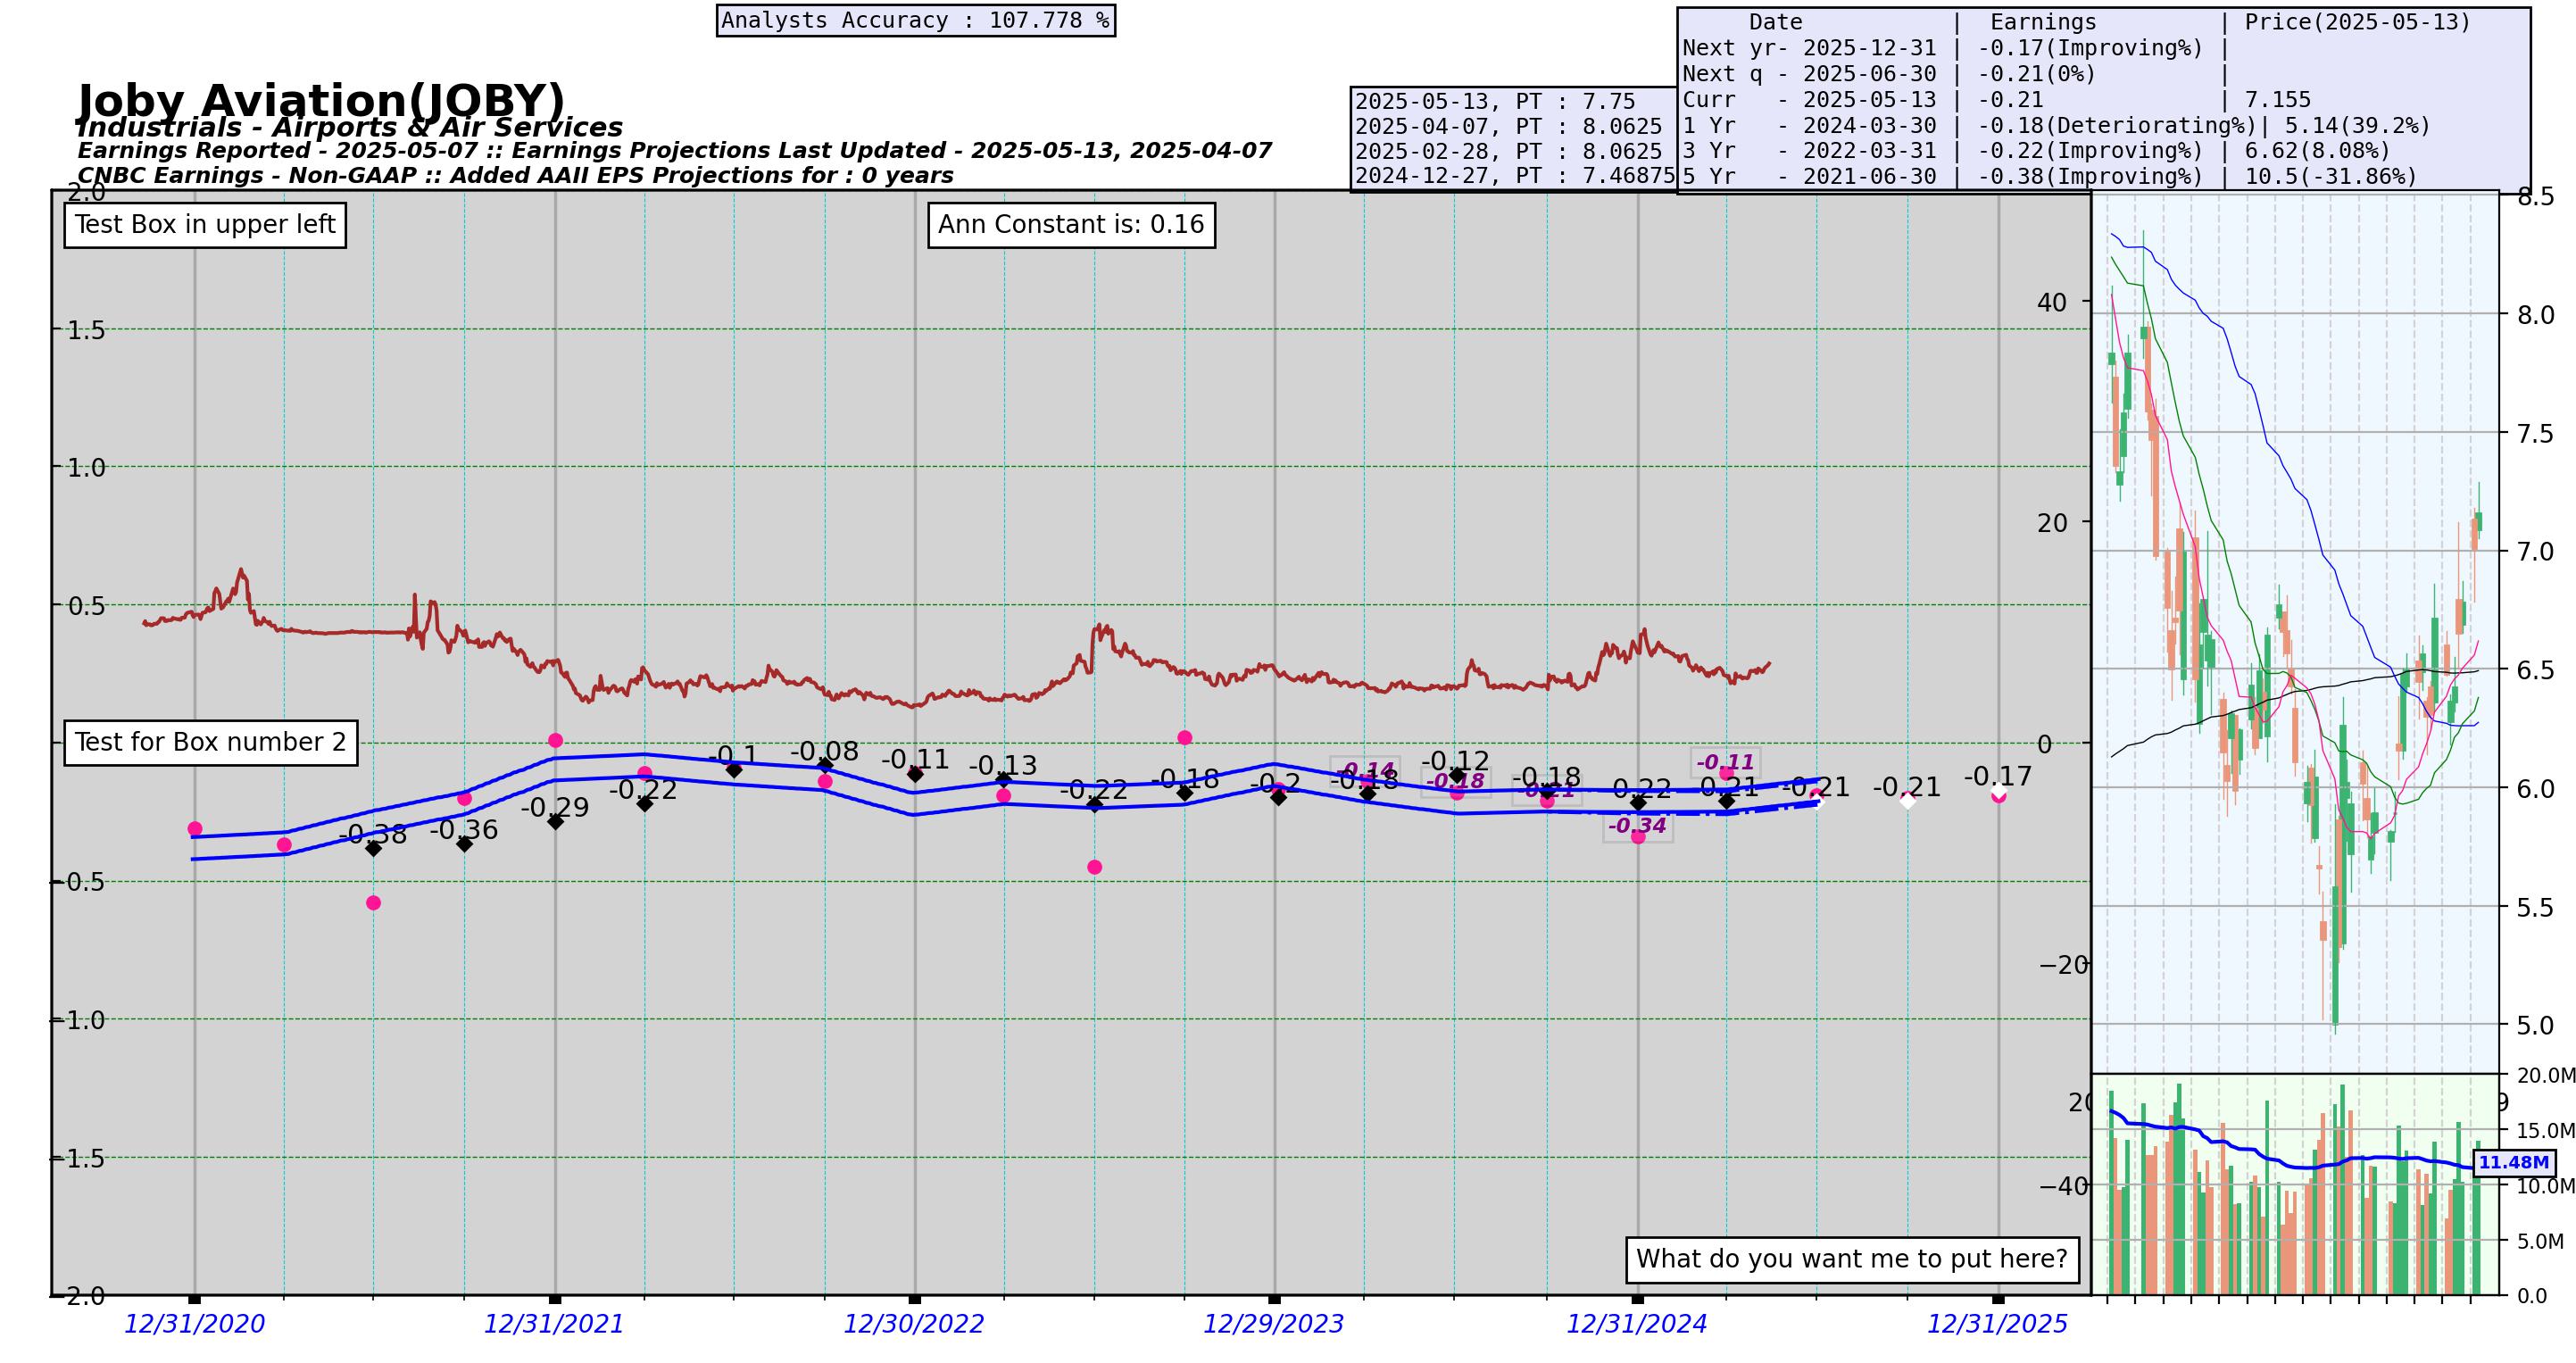 Analysts Accuracy : 107.778 %
Date | Earnings | Price(2025-05-13)
Next yr- 2025-12-31 | -0.17(Improving%) |
Next q - 2025-06-30 | -0.21(0%) |
Curr - 2025-05-13 | -0.21 | 7.155
1 Yr - 2024-03-30 | -0.18(Deteriorating%)| 5.14(39.2%)
3 Yr - 2022-03-31 | -0.22(Improving%) | 6.62(8.08%)
5 Yr - 2021-06-30 | -0.38(Improving%) | 10.5(-31.86%)
2025-05-13, PT : 7.75
2025-04-07, PT : 8.0625
2025-02-28, PT : 8.0625
2024-12-27, PT : 7.46875
Joby Aviation(JOBY)
Industrials - Airports & Air Services
Earnings Reported - 2025-05-07 :: Earnings Projections Last Updated - 2025-05-13, 2025-04-07
CNBC Earnings - Non-GAAP :: Added AAII EPS Projections for : 0 years
Test Box in upper left
Ann Constant is: 0.16
Test for Box number 2
What do you want me to put here?
2.0
1.5
1.0
0.5
−0.5
−1.0
−1.5
−2.0
-0.38
-0.36
-0.29
-0.22
-0.1
-0.08
-0.11
-0.13
-0.22
-0.18
-0.2
-0.18
-0.14
-0.12
-0.18
-0.18
-0.21
-0.22
-0.34
-0.11
-0.21
-0.21
-0.21
-0.17
40
20
0
−20
−40
8.5
8.0
7.5
7.0
6.5
6.0
5.5
5.0
20.0M
15.0M
11.48M
10.0M
5.0M
0.0
12/31/2020
12/31/2021
12/30/2022
12/29/2023
12/31/2024
12/31/2025